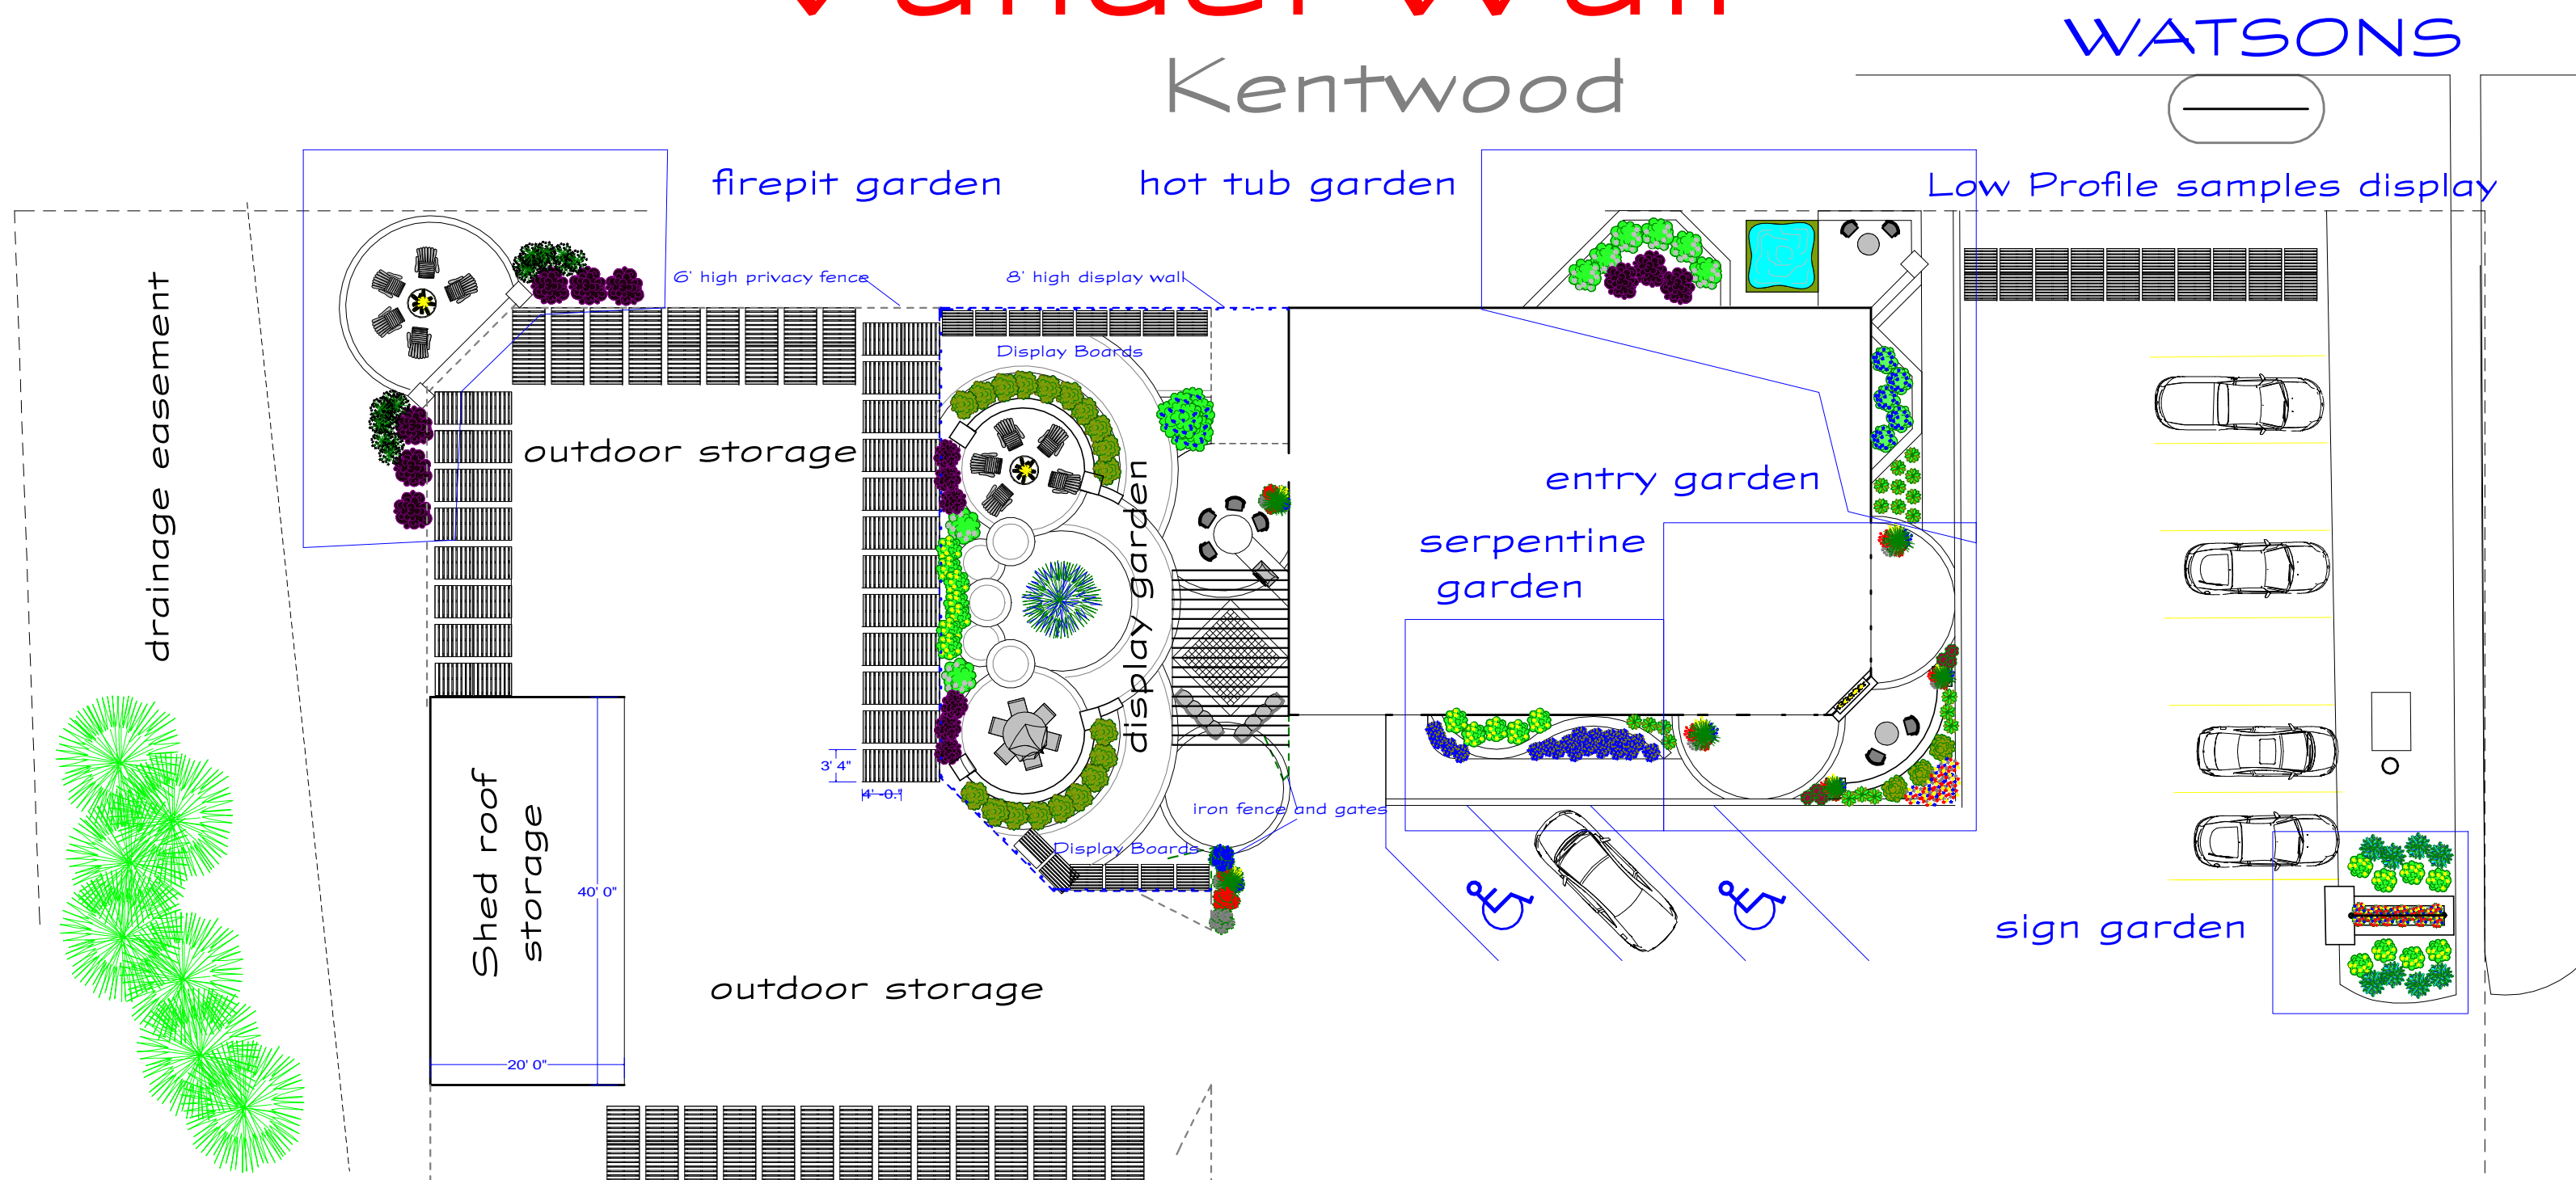 WATSONS
Kentwood
firepit garden
hot tub garden
Low Profile samples display
6' high privacy fence
8' high display wall
Display Boards
drainage easement
outdoor storage
display garden
entry garden
serpentine
garden
3' 4"
4' -0."
iron fence and gates
Display Boards
Shed roof
storage
40' 0"
20' 0"
sign garden
outdoor storage